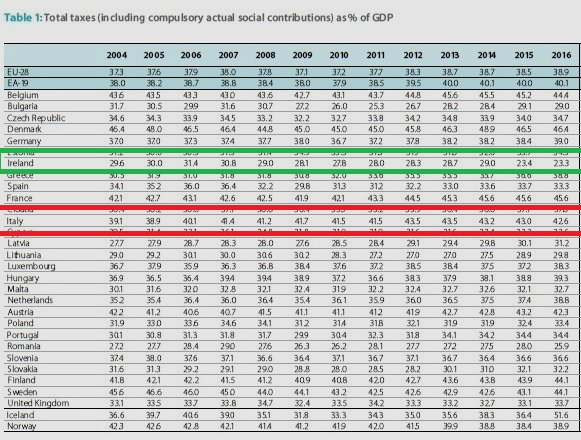 Table 1: Total taxes (including compulsory actual social contributions) as % of GDP
2004 2005 2006 2007 2008 2009 2010 2011 2012 2013 2014 2015 2016
EU-28 37.3 37.6 37.9 38.0 37.8 37.1 37.2 37.7 38.3 38.7 38.7 38.5 38.9
EA-19 38.0 38.2 38.7 38.8 38.4 38.0 37.9 38.5 39.5 40.0 40.1 40.0 40.1
Belgium 43.6 43.5 43.3 43.0 43.6 42.7 43.1 43.7 44.8 45.6 45.5 45.2 44.4
Bulgaria 31.7 30.5 29.9 31.6 30.7 27.2 26.0 25.3 26.7 28.2 28.4 29.1 29.0
Czech Republic 34.6 34.3 33.9 34.5 33.2 32.2 32.7 33.8 34.2 34.8 33.9 34.0 34.7
Denmark 46.4 48.0 46.5 46.4 44.8 45.0 45.0 45.0 45.8 46.3 48.9 46.5 46.4
Germany 37.0 37.0 37.3 37.4 37.7 38.0 36.7 37.2 37.8 38.2 38.2 38.4 39.0
Estonia
Ireland 29.6 30.0 31.4 30.8 29.0 28.1 27.8 28.0 28.3 28.7 29.0 23.4 23.3
Greece 30.5 31.9 31.0 31.8 31.8 30.8 32.0 33.6 35.5 35.5 35.7 36.6 38.8
Spain 34.1 35.2 36.0 36.4 32.2 29.8 31.3 31.2 32.2 33.0 33.6 33.7 33.3
France 42.1 42.7 43.1 42.6 42.5 41.9 42.1 43.3 44.5 45.3 45.6 45.6 45.6
Croatia
Italy 39.1 38.9 40.1 41.4 41.2 41.7 41.5 41.5 43.5 43.5 43.2 43.0 42.6
Latvia 27.7 27.9 28.7 28.3 28.0 27.6 28.5 28.4 29.1 29.4 29.8 30.1 31.2
Lithuania 29.0 29.2 30.1 30.0 30.6 30.2 28.3 27.2 27.0 27.0 27.5 28.9 29.8
Luxembourg 36.7 37.9 35.9 36.3 36.8 38.4 37.6 37.2 38.5 38.4 37.5 37.2 38.3
Hungary 36.9 36.5 36.4 39.4 39.4 38.9 37.2 36.6 38.3 37.9 38.1 38.8 39.3
Malta 30.1 31.6 32.0 32.8 32.1 32.4 31.9 32.2 32.4 32.7 32.6 32.1 32.7
Netherlands 35.2 35.4 36.4 36.0 36.4 35.4 36.1 35.9 36.0 36.5 37.5 37.4 38.8
Austria 42.2 41.2 40.6 40.7 41.5 41.1 41.1 41.2 41.9 42.7 42.8 43.2 42.3
Poland 31.9 33.0 33.6 34.6 34.1 31.2 31.4 31.8 32.1 31.9 31.9 32.4 33.4
Portugal 30.1 30.8 31.3 31.8 31.7 29.9 30.4 32.3 31.8 34.1 34.2 34.4 34.4
Romania 27.2 27.7 28.4 29.0 27.6 26.3 26.2 28.1 27.7 27.2 27.5 28.0 25.9
Slovenia 37.4 38.0 37.6 37.1 36.6 36.4 37.1 36.7 37.1 36.7 36.4 36.6 36.6
Slovakia 31.6 31.3 29.2 29.1 29.0 28.8 28.0 28.5 28.2 30.1 31.0 32.1 32.2
Finland 41.8 42.1 42.2 41.5 41.2 40.9 40.8 42.0 42.7 43.6 43.8 43.9 44.1
Sweden 45.6 46.6 46.0 45.0 44.0 44.1 43.2 42.5 42.6 42.9 42.6 43.1 44.1
United Kingdom 33.1 33.5 33.7 33.8 34.7 32.4 33.5 34.2 33.3 33.2 32.7 33.1 33.7
Iceland 36.6 39.7 40.6 39.0 35.1 31.8 33.3 34.3 35.0 35.6 38.3 36.4 51.6
Norway 42.3 42.6 42.8 42.1 41.4 41.2 41.9 42.0 41.5 39.9 38.8 38.4 38.9